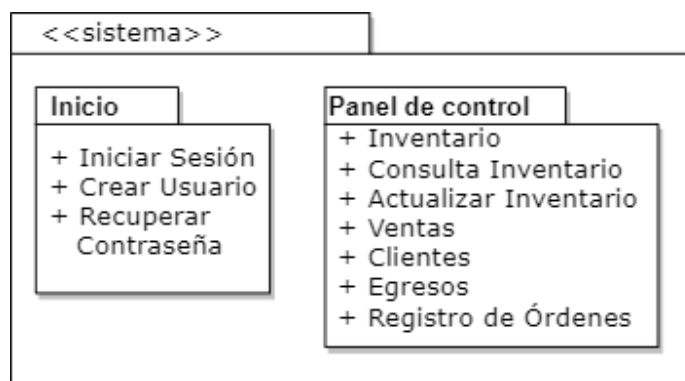 <<sistema>>
Inicio
+ Iniciar Sesión
+ Crear Usuario
+ Recuperar
Contraseña
Panel de control
+ Inventario
+ Consulta Inventario
+ Actualizar Inventario
+ Ventas
+ Clientes
+ Egresos
+ Registro de Órdenes